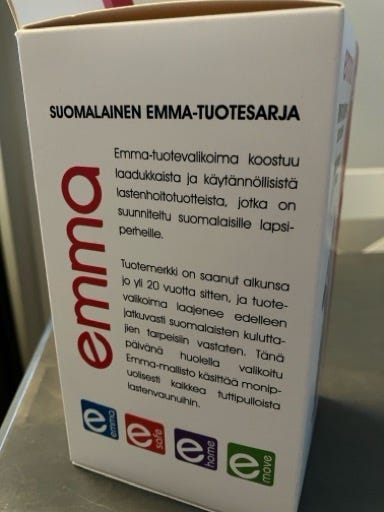 SUOMALAINEN EMMA-TUOTESARJA
emma
Emma-tuotevalikoima koostuu
laadukkaista ja käytännöllisistä
lastenhoitotuotteista, jotka on
suunniteltu suomalaisille lapsi-
perheille.
Tuotemerkki on saanut alkunsa
jo yli 20 vuotta sitten, ja tuote-
valikoima laajenee edelleen
jatkuvasti suomalaisten kulutta-
jien tarpeisiin vastaten. Tänä
päivänä huolella valikoitu
Emma-mallisto käsittää monip-
uolisesti kaikkea tuttipulloista
lastenvaunuihin.
e emma
e safe
e home
e move